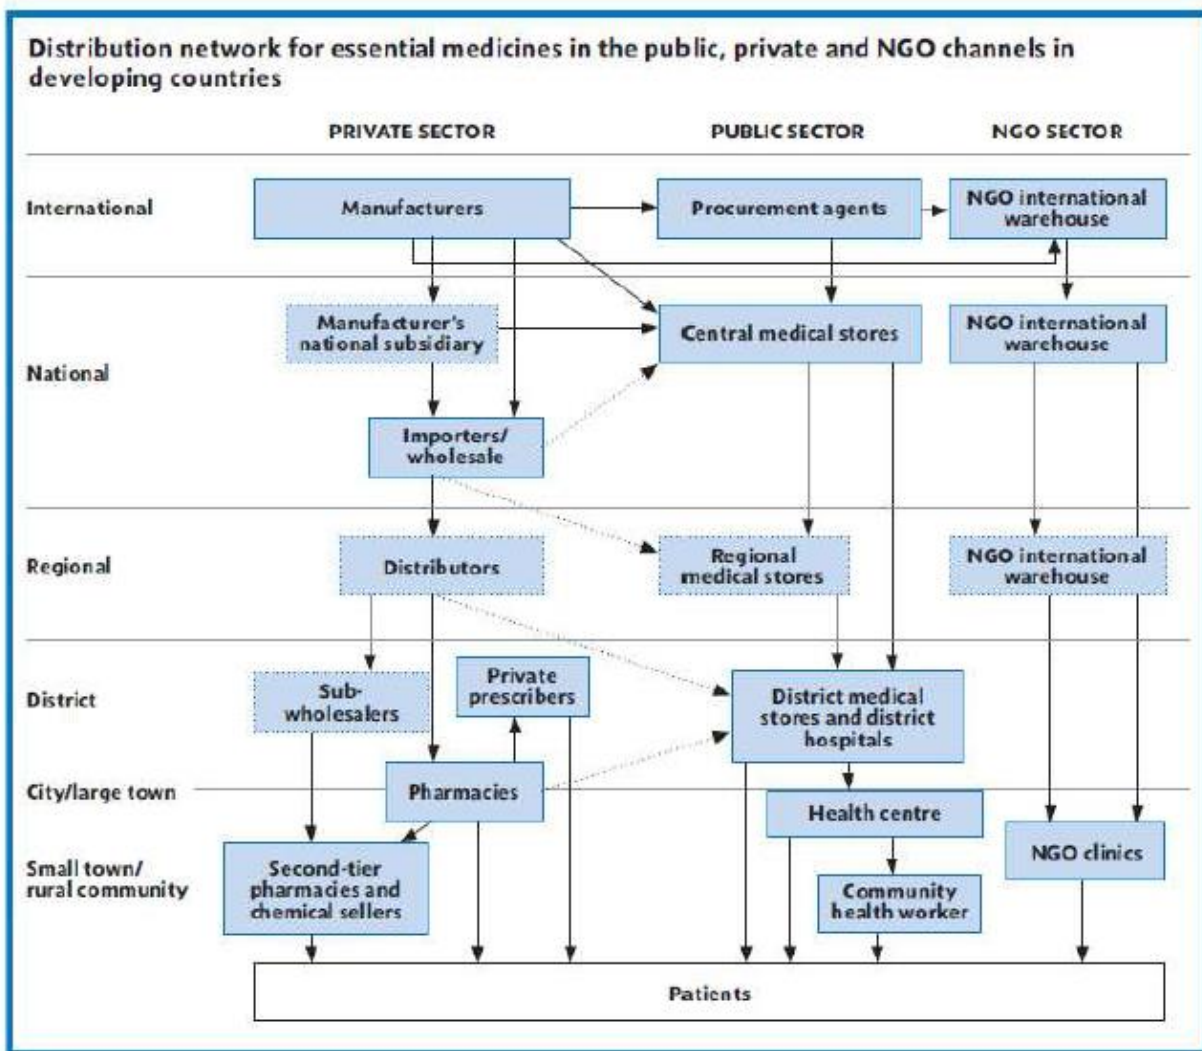 Distribution network for essential medicines in the public, private and NGO channels in
developing countries
PRIVATE SECTOR
PUBLIC SECTOR
NGO SECTOR
International
Manufacturers
Procurement agents
NGO international
warehouse
National
Manufacturer's
national subsidiary
Central medical stores
NGO international
warehouse
Importers/
wholesale
Regional
Distributors
Regional
medical stores
NGO international
warehouse
District
Sub-
wholesalers
Private
prescribers
District medical
stores and district
hospitals
City/large town
Pharmacies
Health centre
Small town/
rural community
Second-tier
pharmacies and
chemical sellers
Community
health worker
NGO clinics
Patients